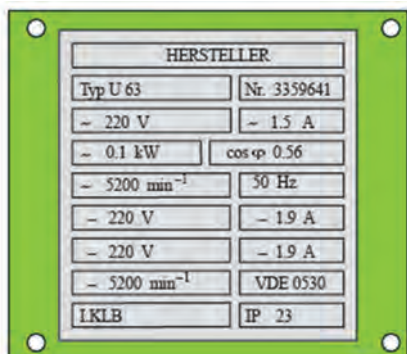 HERSTELLER
Typ U 63 Nr. 3359641
~ 220 V ~ 1.5 A
~ 0.1 kW cos φ 0.56
~ 5200 min⁻¹ 50 Hz
– 220 V – 1.9 A
– 220 V – 1.9 A
– 5200 min⁻¹ VDE 0530
I.KLB IP 23